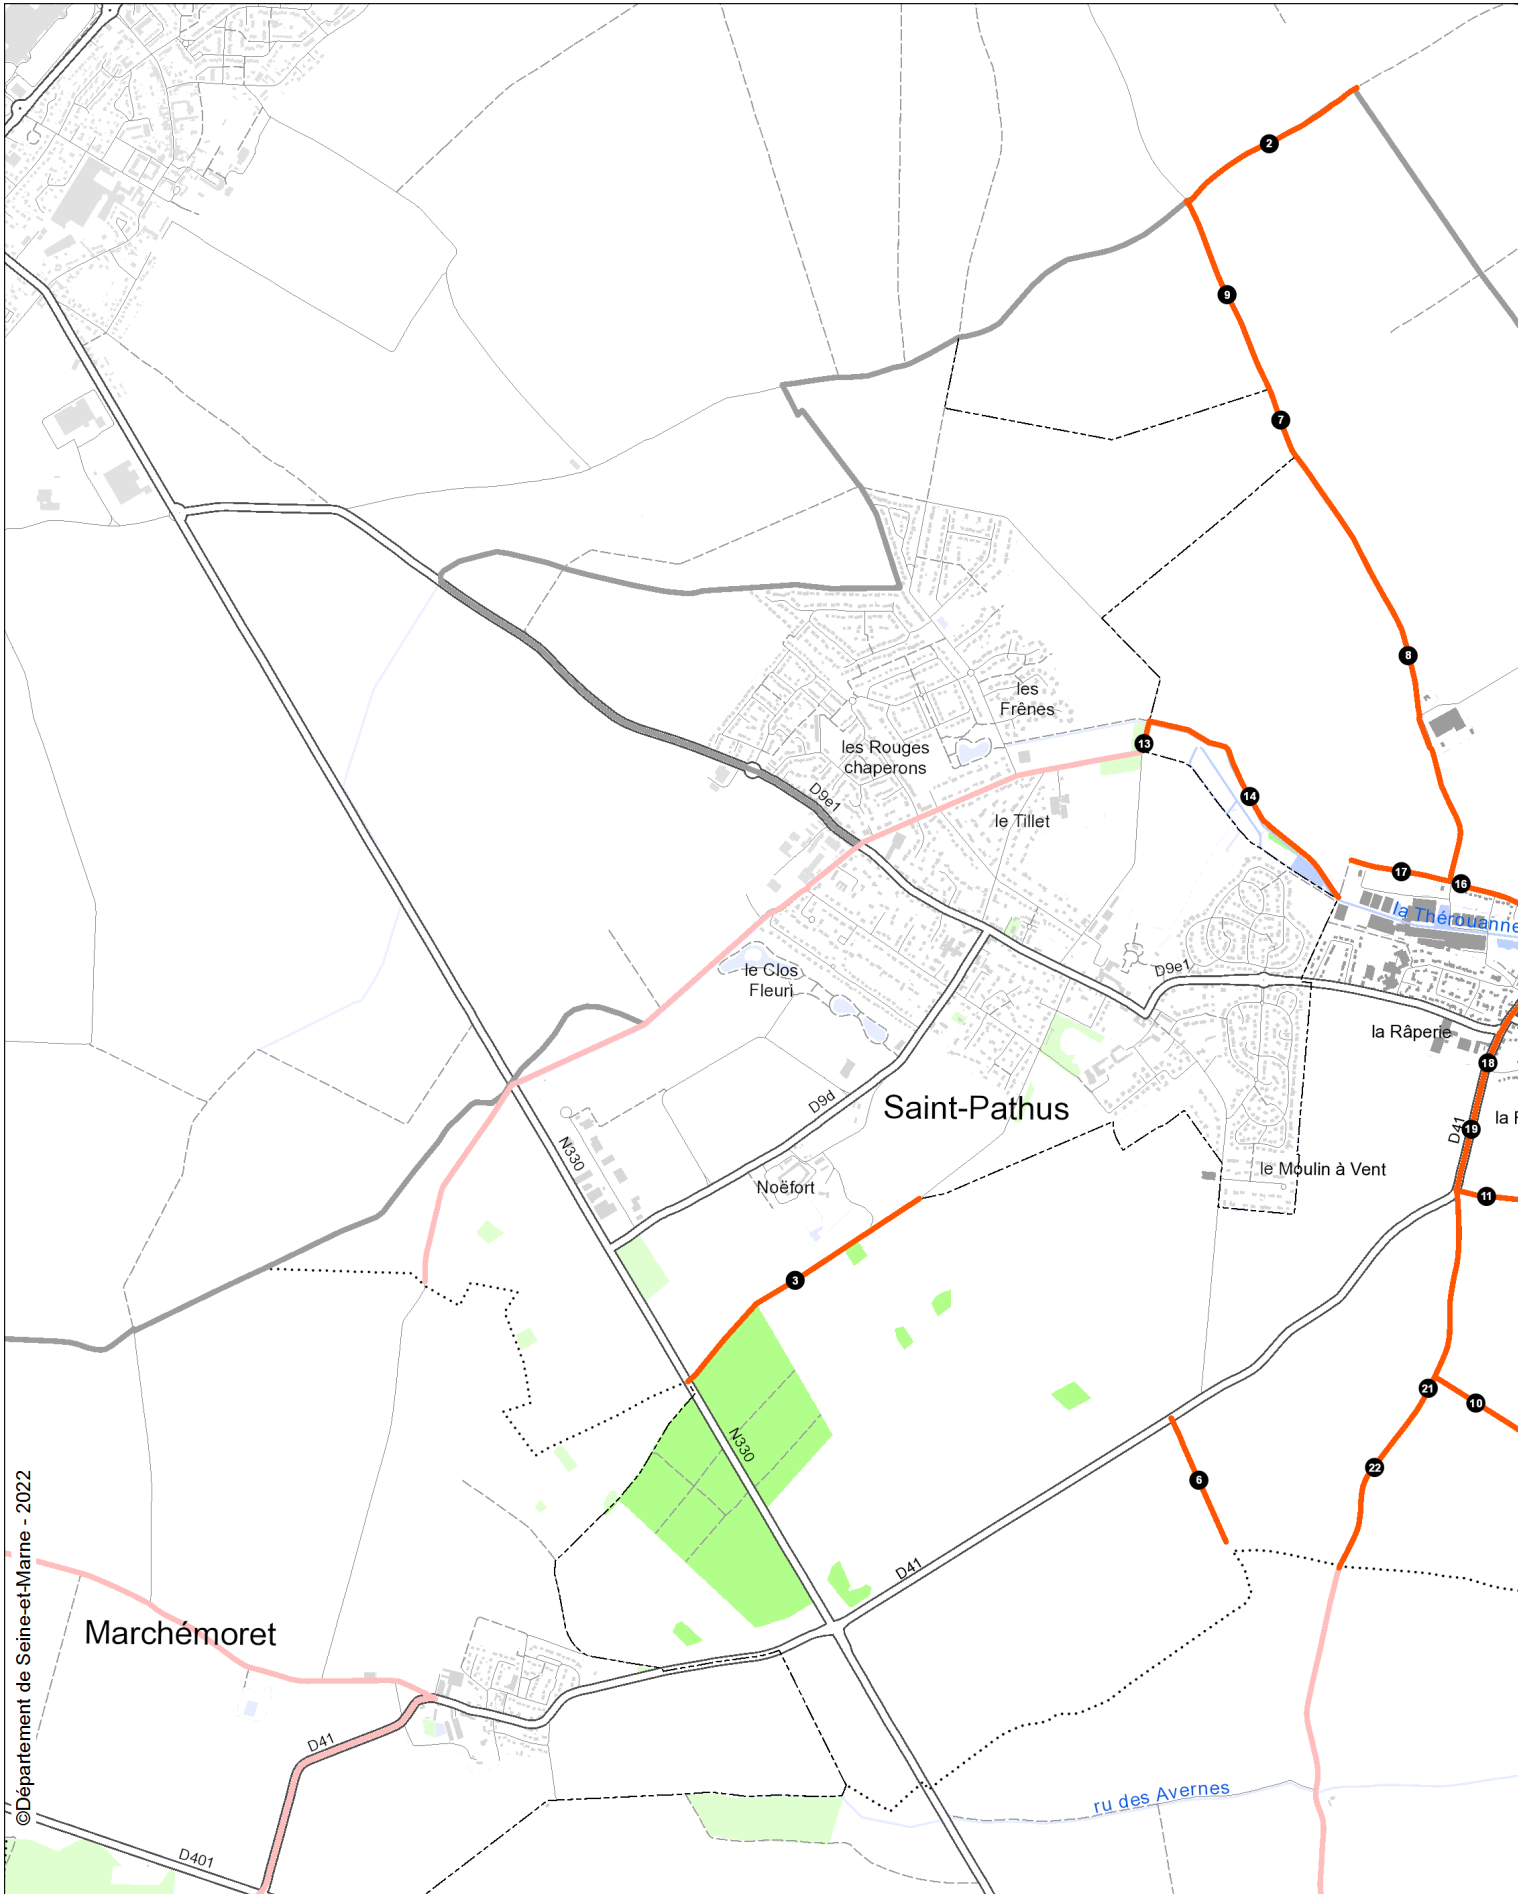 2
9
7
8
les
Frênes
13
les Rouges
chaperons
14
D9e1
le Tillet
17
16
la Thérouanne
le Clos
Fleuri
D9e1
la Râperie
18
D9d
Saint-Pathus
19
D41
N330
le Moulin à Vent
Noëfort
11
3
21
10
N330
22
6
©Département de Seine-et-Marne - 2022
D41
Marchémoret
D41
ru des Avernes
D401